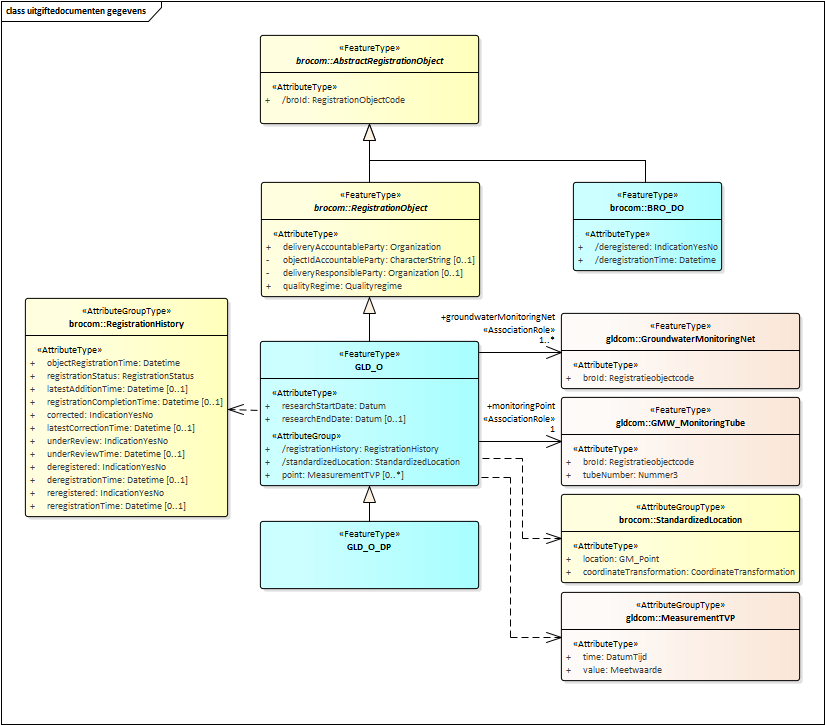 class uitgiftedocumenten gegevens
«FeatureType»
brocom::AbstractRegistrationObject
«AttributeType»
+ /broId: RegistrationObjectCode
«FeatureType»
brocom::RegistrationObject
«AttributeType»
+ deliveryAccountableParty: Organization
- objectIdAccountableParty: CharacterString [0..1]
- deliveryResponsibleParty: Organization [0..1]
+ qualityRegime: Qualityregime
«FeatureType»
brocom::BRO_DO
«AttributeType»
+ /deregistered: IndicationYesNo
+ /deregistrationTime: Datetime
«AttributeGroupType»
brocom::RegistrationHistory
«AttributeType»
+ objectRegistrationTime: Datetime
+ registrationStatus: RegistrationStatus
+ latestAdditionTime: Datetime [0..1]
+ registrationCompletionTime: Datetime [0..1]
+ corrected: IndicationYesNo
+ latestCorrectionTime: Datetime [0..1]
+ underReview: IndicationYesNo
+ underReviewTime: Datetime [0..1]
+ deregistered: IndicationYesNo
+ deregistrationTime: Datetime [0..1]
+ reregistered: IndicationYesNo
+ reregistrationTime: Datetime [0..1]
«FeatureType»
GLD_O
«AttributeType»
+ researchStartDate: Datum
+ researchEndDate: Datum [0..1]
«AttributeGroup»
+ /registrationHistory: RegistrationHistory
+ /standardizedLocation: StandardizedLocation
+ point: MeasurementTVP [0..*]
«FeatureType»
GLD_O_DP
+groundwaterMonitoringNet
«AssociationRole»
1..*
«FeatureType»
gldcom::GroundwaterMonitoringNet
«AttributeType»
+ broId: Registratieobjectcode
+monitoringPoint
«AssociationRole»
1
«FeatureType»
gldcom::GMW_MonitoringTube
«AttributeType»
+ broId: Registratieobjectcode
+ tubeNumber: Nummer3
«AttributeGroupType»
brocom::StandardizedLocation
«AttributeType»
+ location: GM_Point
+ coordinateTransformation: CoordinateTransformation
«AttributeGroupType»
gldcom::MeasurementTVP
«AttributeType»
+ time: DatumTijd
+ value: Meetwaarde